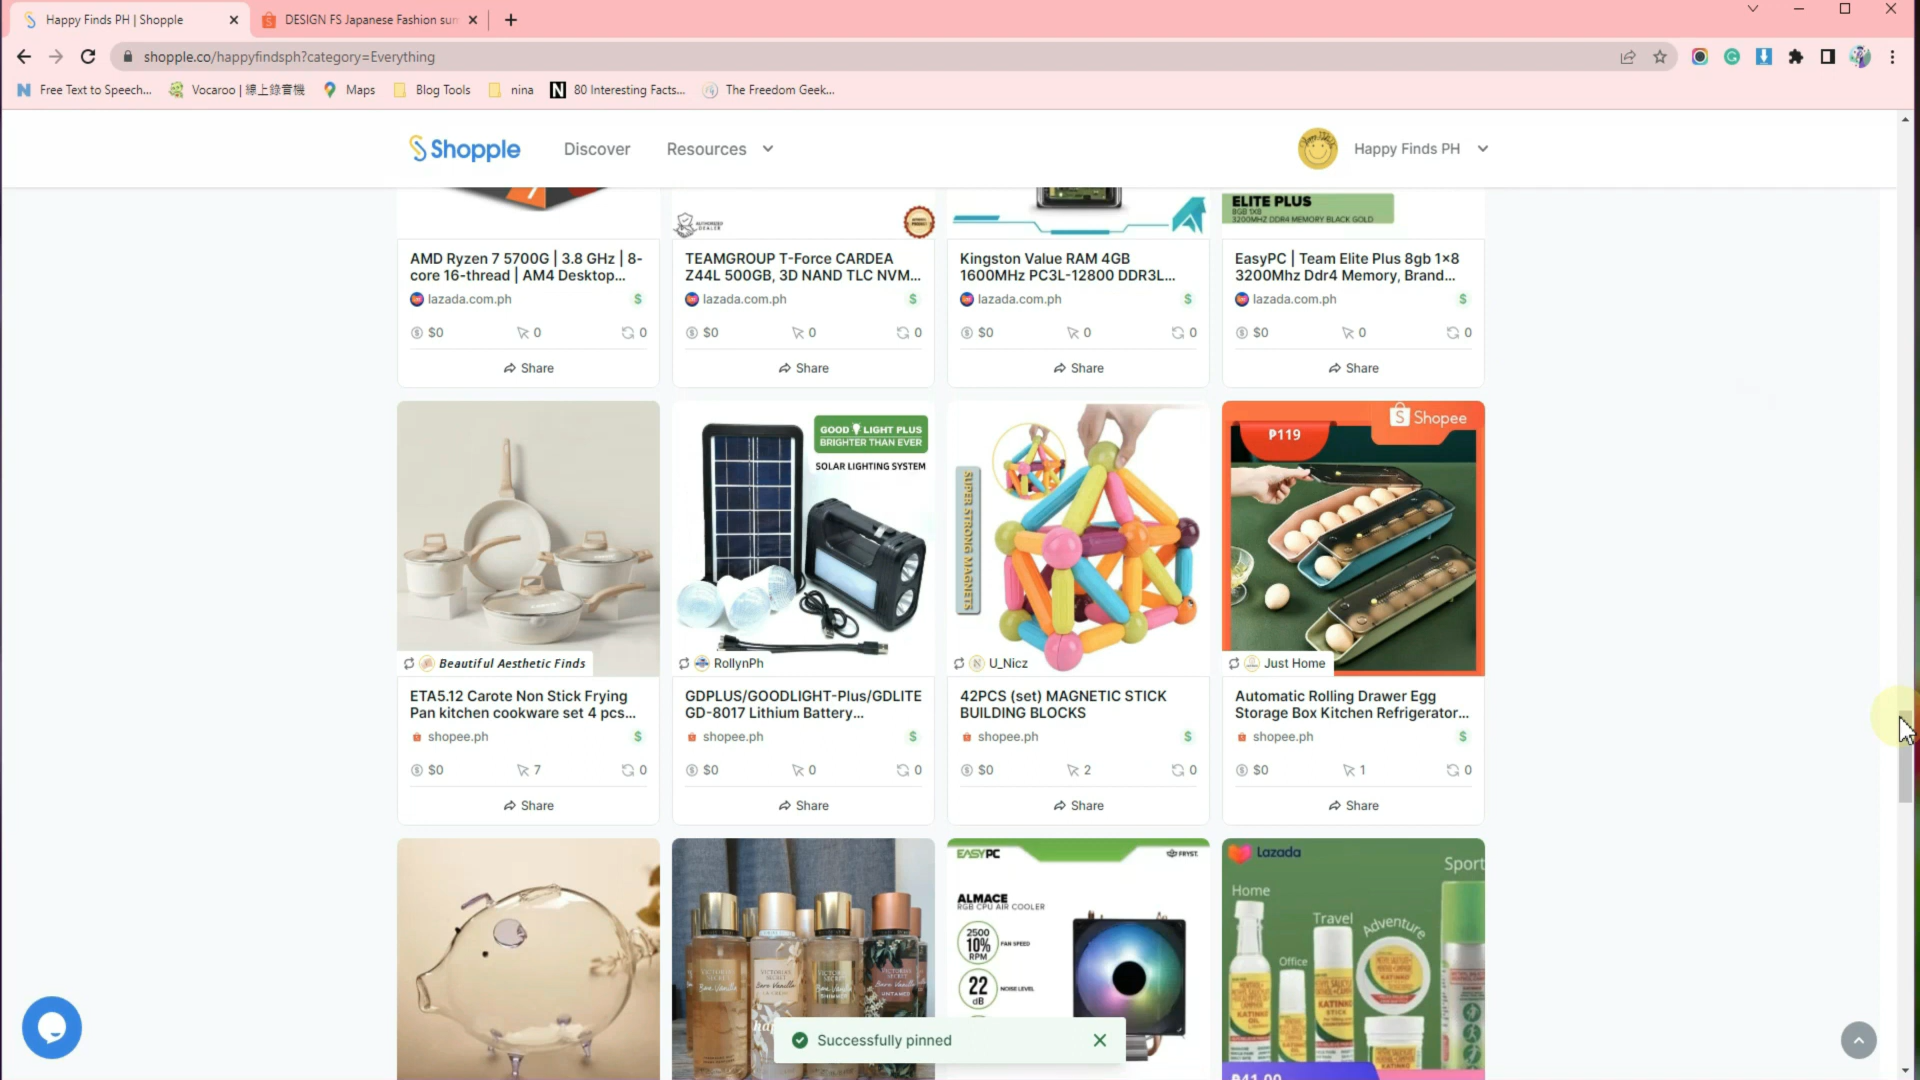 Happy Finds PH | Shopple
DESIGN FS Japanese Fashion sum
shopple.co/happyfindsph?category=Everything
Free Text to Speech...
Vocaroo | 線上錄音機
Maps
Blog Tools
nina
80 Interesting Facts...
The Freedom Geek...
Shopple
Discover
Resources
Happy Finds PH
AUTHORIZED
DEALER
ELITE PLUS
8GB 1X8
3200MHZ DDR4 MEMORY BLACK GOLD
AMD Ryzen 7 5700G | 3.8 GHz | 8-
core 16-thread | AM4 Desktop...
lazada.com.ph
$
$0
0
0
Share
TEAMGROUP T-Force CARDEA
Z44L 500GB, 3D NAND TLC NVM...
lazada.com.ph
$
$0
0
0
Share
Kingston Value RAM 4GB
1600MHz PC3L-12800 DDR3L...
lazada.com.ph
$
$0
0
0
Share
EasyPC | Team Elite Plus 8gb 1×8
3200Mhz Ddr4 Memory, Brand...
lazada.com.ph
$
$0
0
0
Share
Beautiful Aesthetic Finds
ETA5.12 Carote Non Stick Frying
Pan kitchen cookware set 4 pcs...
shopee.ph
$
$0
7
0
Share
GOOD LIGHT PLUS
BRIGHTER THAN EVER
SOLAR LIGHTING SYSTEM
RollynPh
GDPLUS/GOODLIGHT-Plus/GDLITE
GD-8017 Lithium Battery...
shopee.ph
$
$0
0
0
Share
SUPER STRONG MAGNETS
U_Nicz
42PCS (set) MAGNETIC STICK
BUILDING BLOCKS
shopee.ph
$
$0
2
0
Share
Shopee
₱119
Just Home
Automatic Rolling Drawer Egg
Storage Box Kitchen Refrigerator...
shopee.ph
$
$0
1
0
Share
VICTORIA'S SECRET
Bare Vanilla
EASYPC
FRYST
ALMACE
RGB CPU AIR COOLER
2500
10%
RPM
FAN SPEED
22
dB
NOISE LEVEL
Lazada
Sport
Home
Travel
Adventure
Office
KATINKO
₱41.00
Successfully pinned